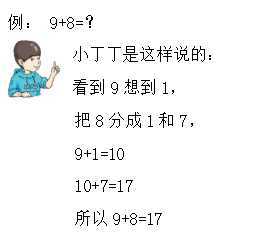 例： 9+8=？
小丁丁是这样说的：
看到9想到1，
把8分成1和7，
9+1=10
10+7=17
所以9+8=17